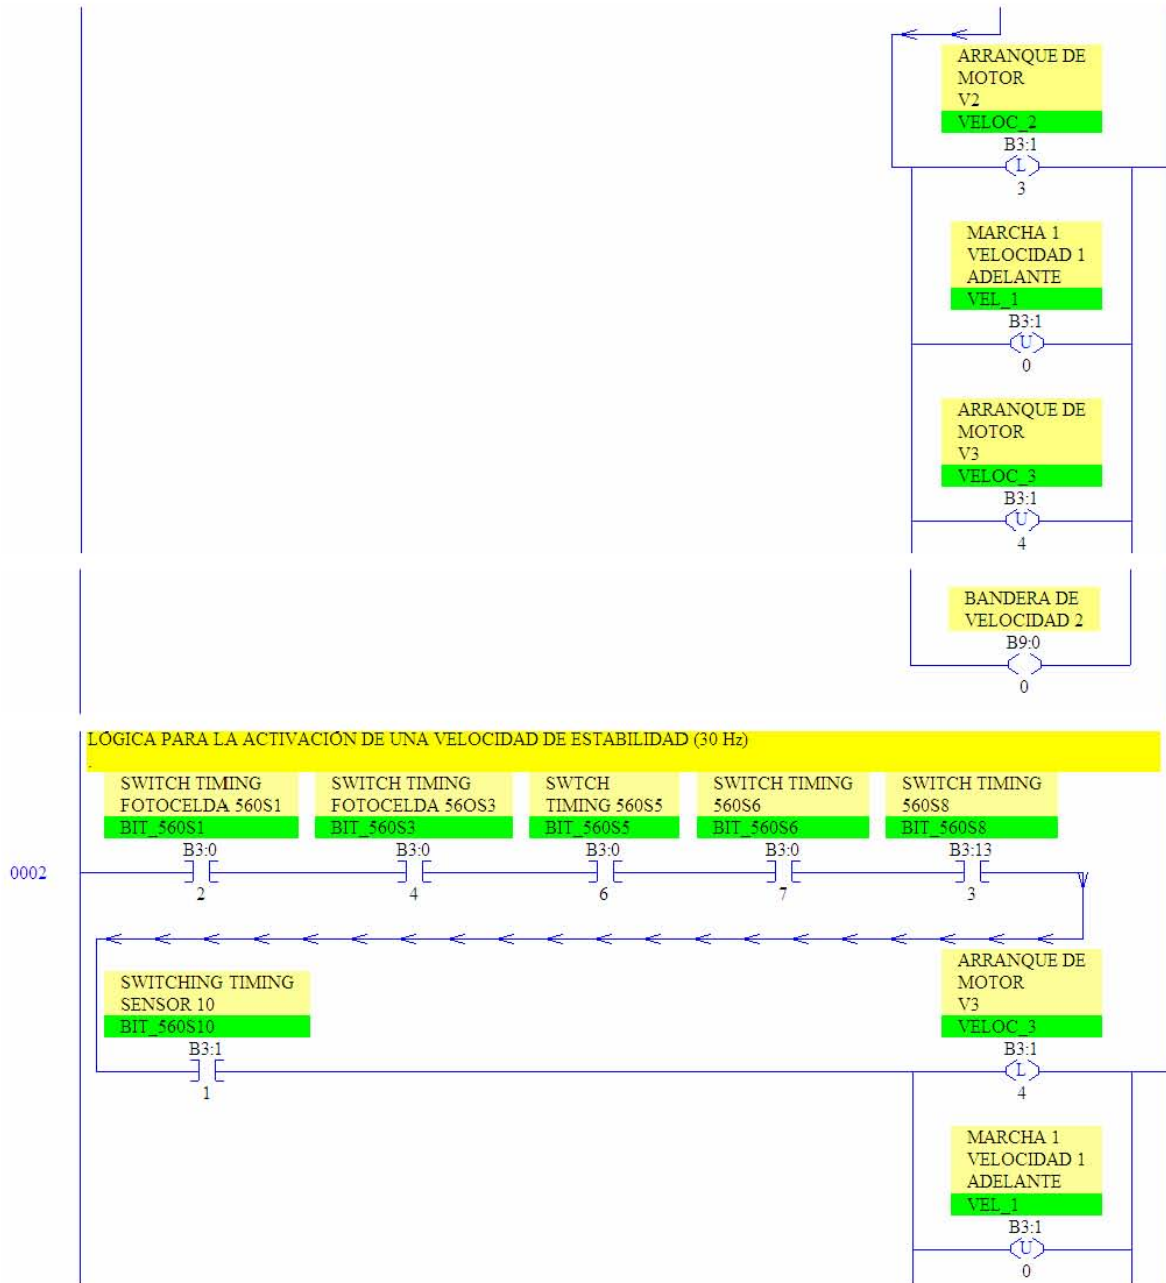 ARRANQUE DE
MOTOR
V2
VELOC_2
B3:1
L
3
MARCHA 1
VELOCIDAD 1
ADELANTE
VEL_1
B3:1
U
0
ARRANQUE DE
MOTOR
V3
VELOC_3
B3:1
U
4
BANDERA DE
VELOCIDAD 2
B9:0
0
LÓGICA PARA LA ACTIVACIÓN DE UNA VELOCIDAD DE ESTABILIDAD (30 Hz)
.
SWITCH TIMING
FOTOCELDA 560S1
BIT_560S1
B3:0
2
SWITCH TIMING
FOTOCELDA 56OS3
BIT_560S3
B3:0
4
SWTCH
TIMING 560S5
BIT_560S5
B3:0
6
SWITCH TIMING
560S6
BIT_560S6
B3:0
7
SWITCH TIMING
560S8
BIT_560S8
B3:13
3
0002
SWITCHING TIMING
SENSOR 10
BIT_560S10
B3:1
1
ARRANQUE DE
MOTOR
V3
VELOC_3
B3:1
L
4
MARCHA 1
VELOCIDAD 1
ADELANTE
VEL_1
B3:1
U
0